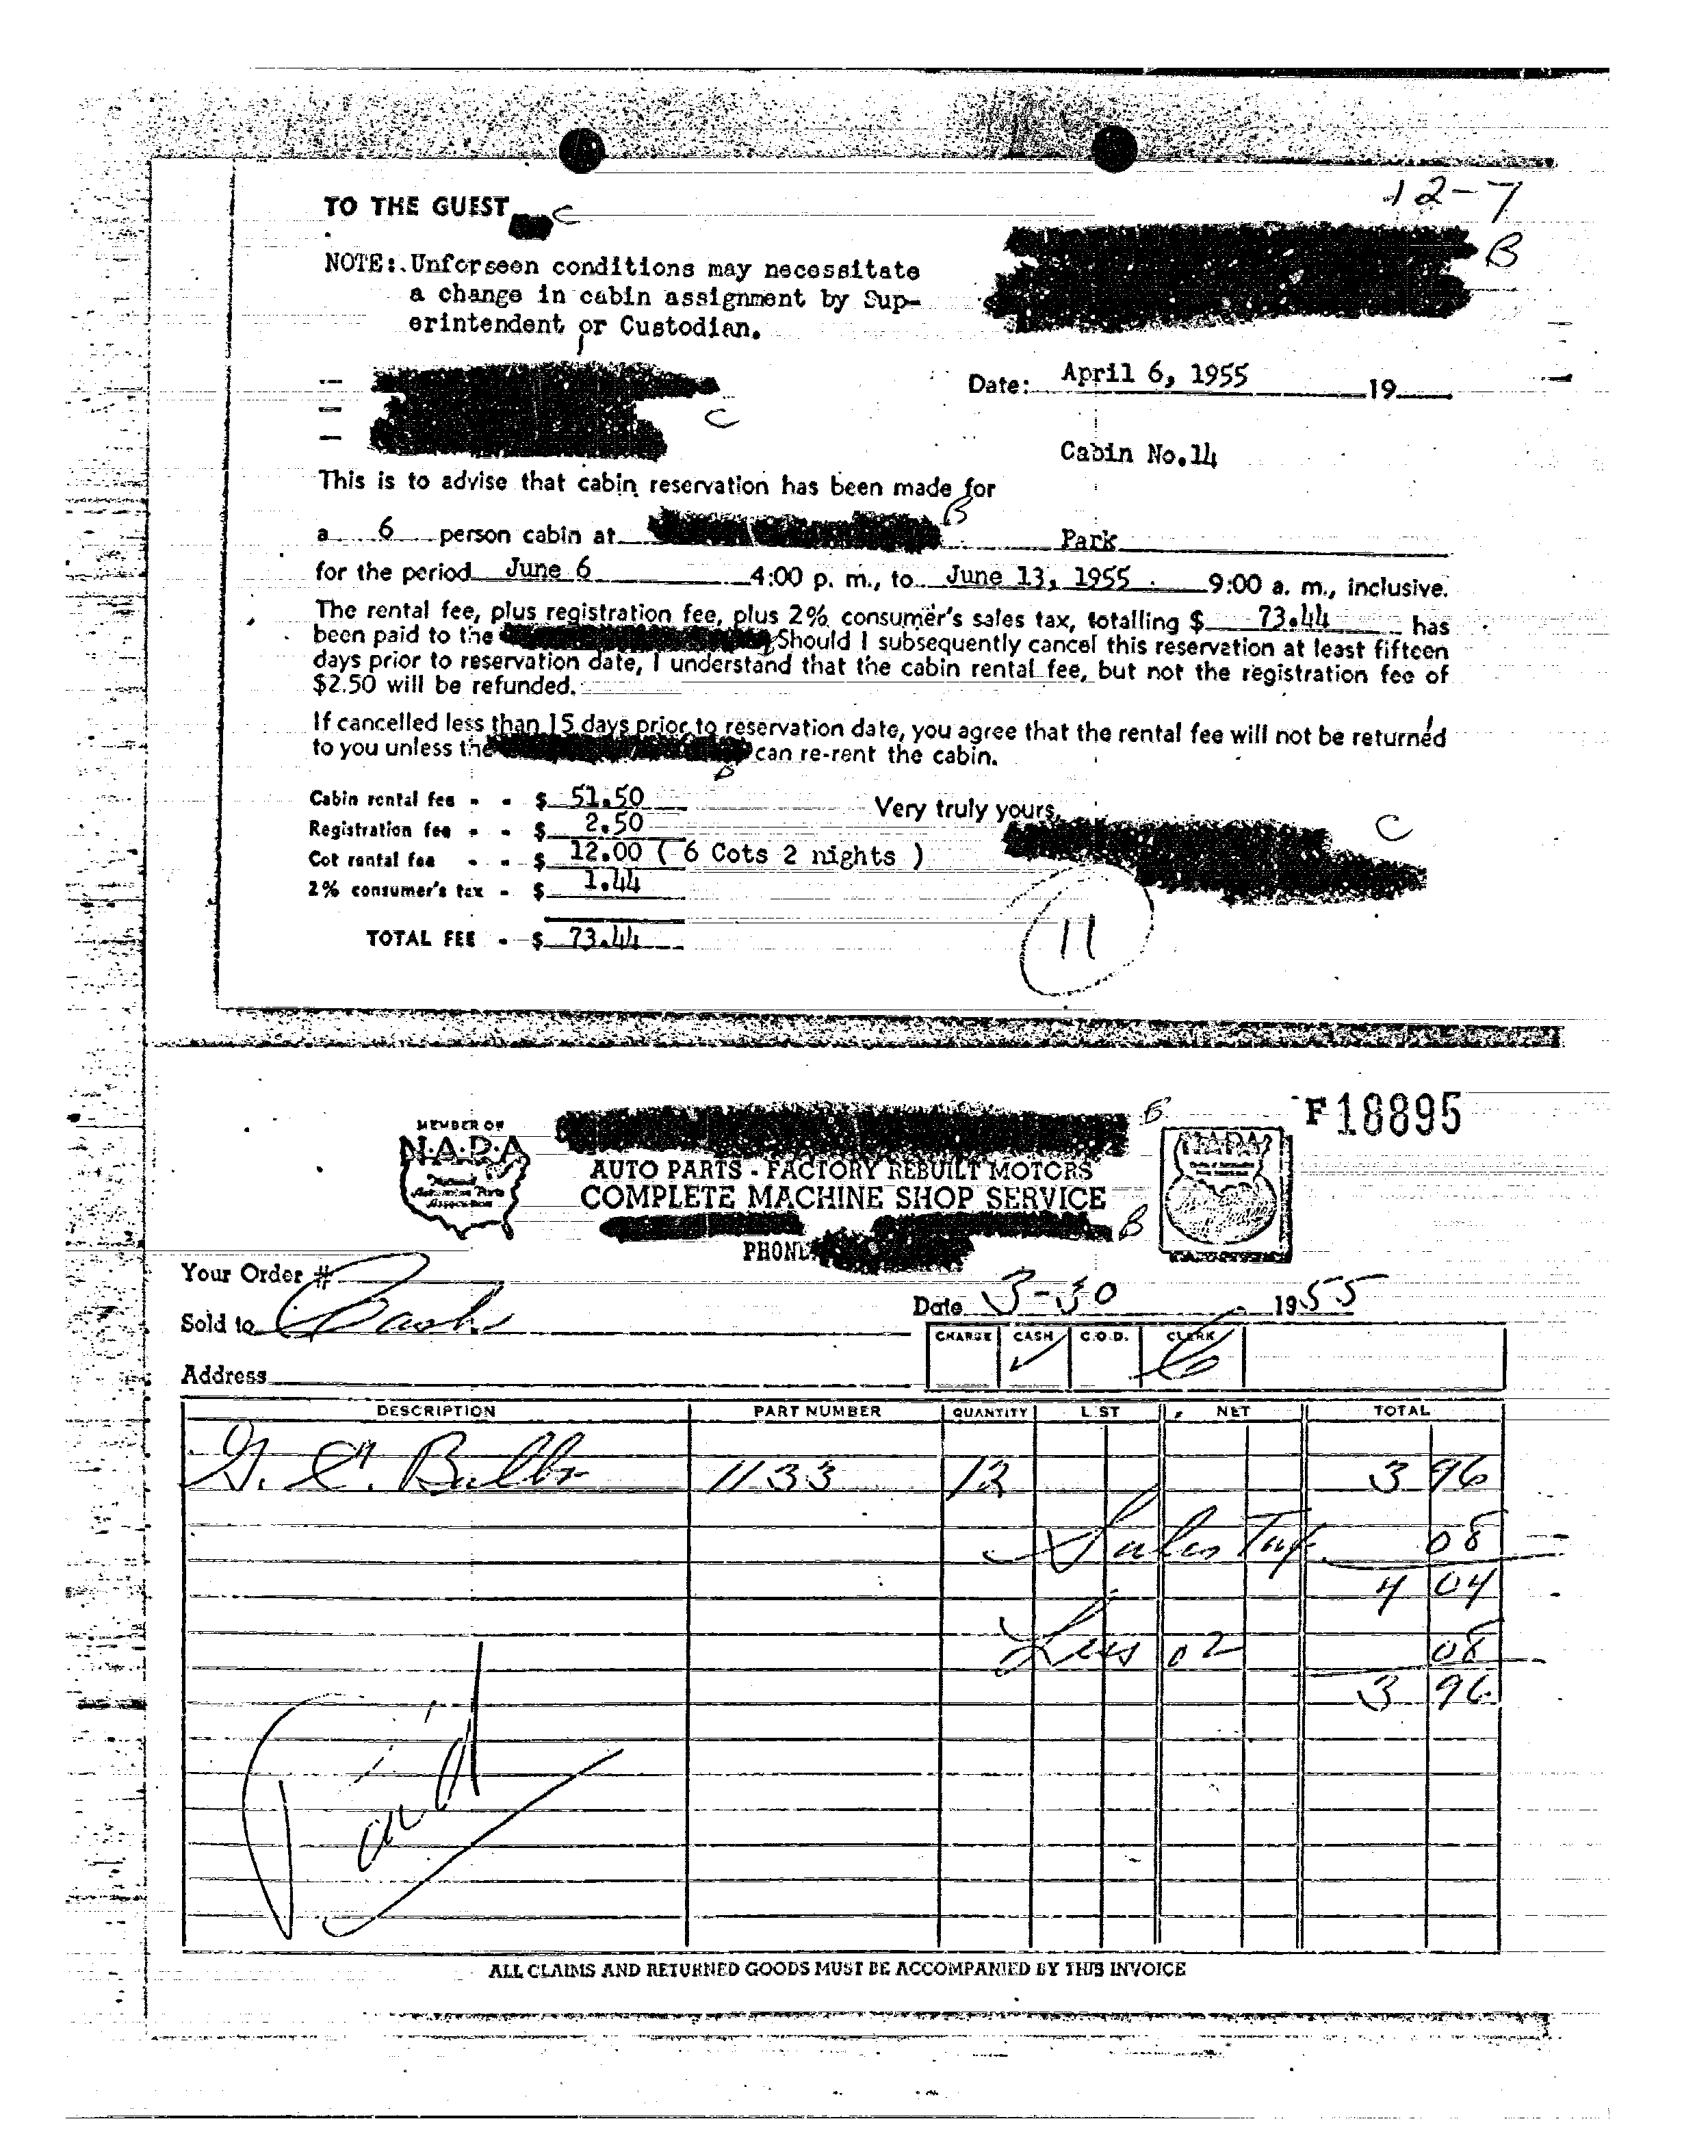 12-7
TO THE GUEST
C
B
NOTE: Unforseen conditions may necessitate
a change in cabin assignment by Sup-
erintendent or Custodian.
Date: April 6, 1955 19
C
Cabin No.14
This is to advise that cabin reservation has been made for
B
a 6 person cabin at Park
for the period June 6 4:00 p. m., to June 13, 1955 9:00 a. m., inclusive.
The rental fee, plus registration fee, plus 2% consumer's sales tax, totalling $ 73.44 has
been paid to the Should I subsequently cancel this reservation at least fifteen
days prior to reservation date, I understand that the cabin rental fee, but not the registration fee of
$2.50 will be refunded.
If cancelled less than 15 days prior to reservation date, you agree that the rental fee will not be returned
to you unless the can re-rent the cabin.
Cabin rental fee - - $ 51.50
Very truly yours,
Registration fee - - $ 2.50
C
Cot rental fee - - $ 12.00 ( 6 Cots 2 nights )
2% consumer's tax - $ 1.44
TOTAL FEE - $ 73.44
11
F18895
MEMBER OF
N.A.P.A
National
Automotive Parts
Association
B
AUTO PARTS - FACTORY REBUILT MOTORS
COMPLETE MACHINE SHOP SERVICE
B
PHONE
N.A.P.A.
Your Order #
Sold to Cash
Date 3-30 1955
CHARGE CASH C.O.D. CLERK
Address
DESCRIPTION PART NUMBER QUANTITY LIST NET TOTAL
G. E. Bulbs 1133 12 3 96
Sales Tax 08
4 04
Less 02 08
3 96
Paid
ALL CLAIMS AND RETURNED GOODS MUST BE ACCOMPANIED BY THIS INVOICE